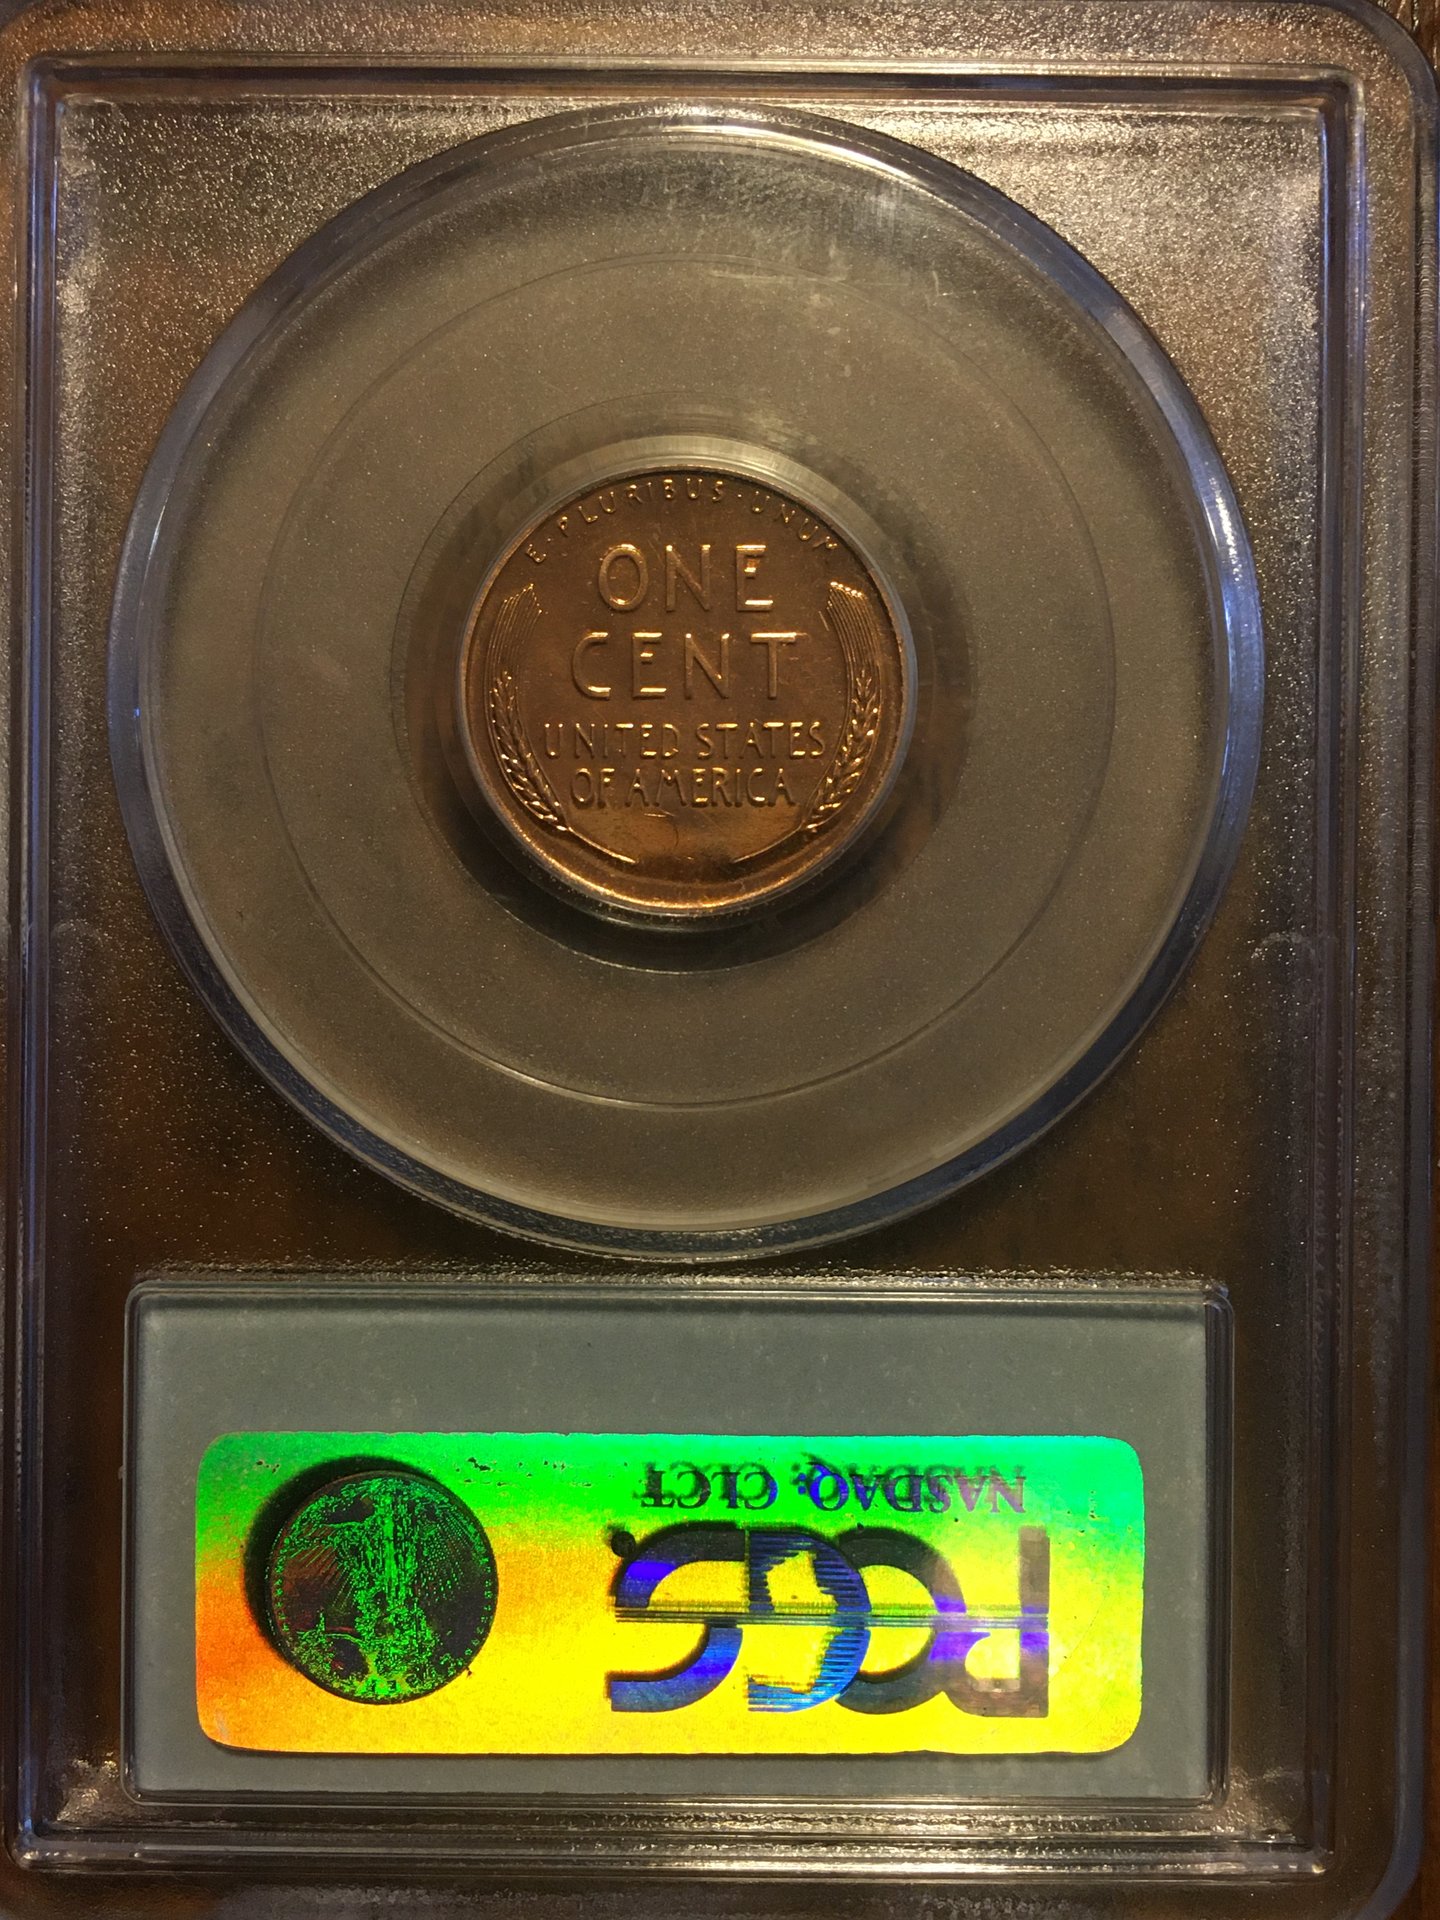 E·PLURIBUS·UNUM
ONE
CENT
UNITED STATES
OF AMERICA
NASDAQ: CLCT
PCGS